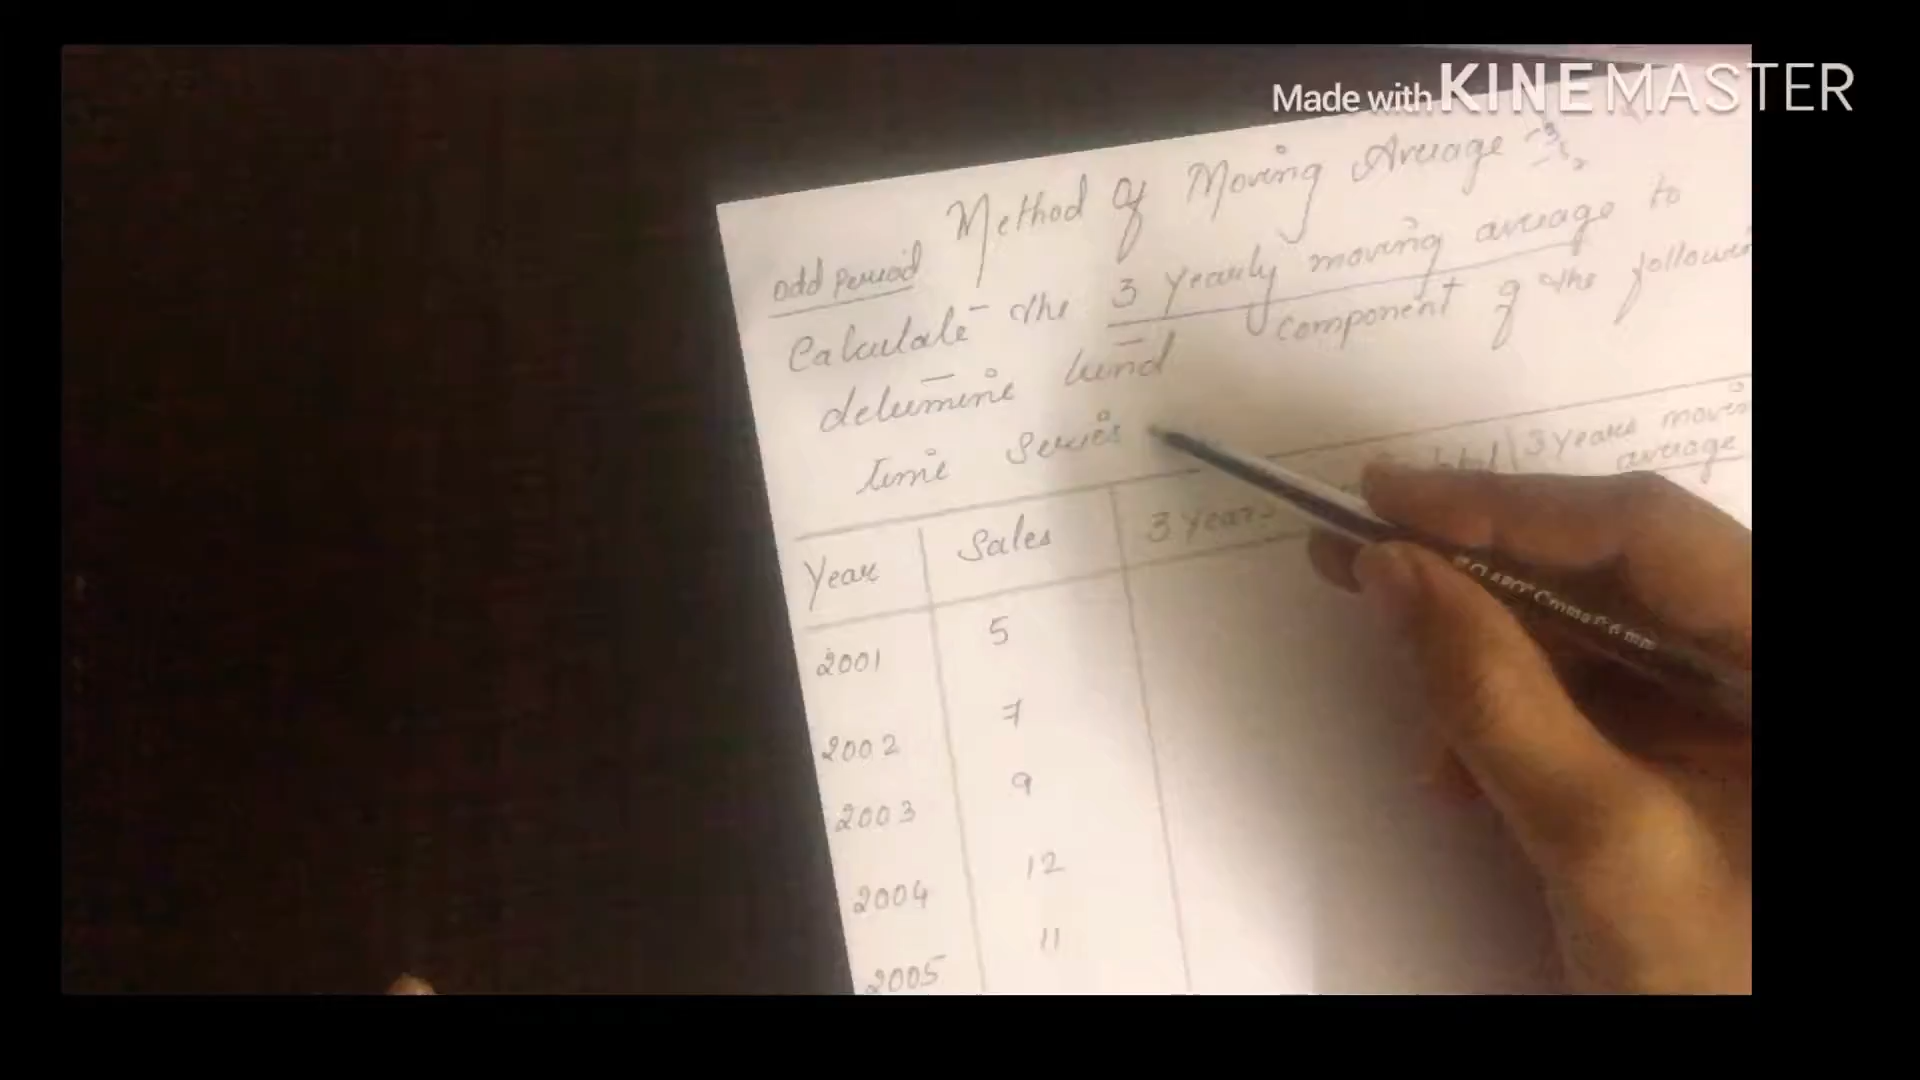 Made with KINEMASTER
Method of Moving Average
odd Period
Calculate the 3 Yearly moving average to
determine trend component of the
time series
Year Sales 3 Years 3 Years
average
2001 5
2002 7
2003 9
2004 12
2005 11